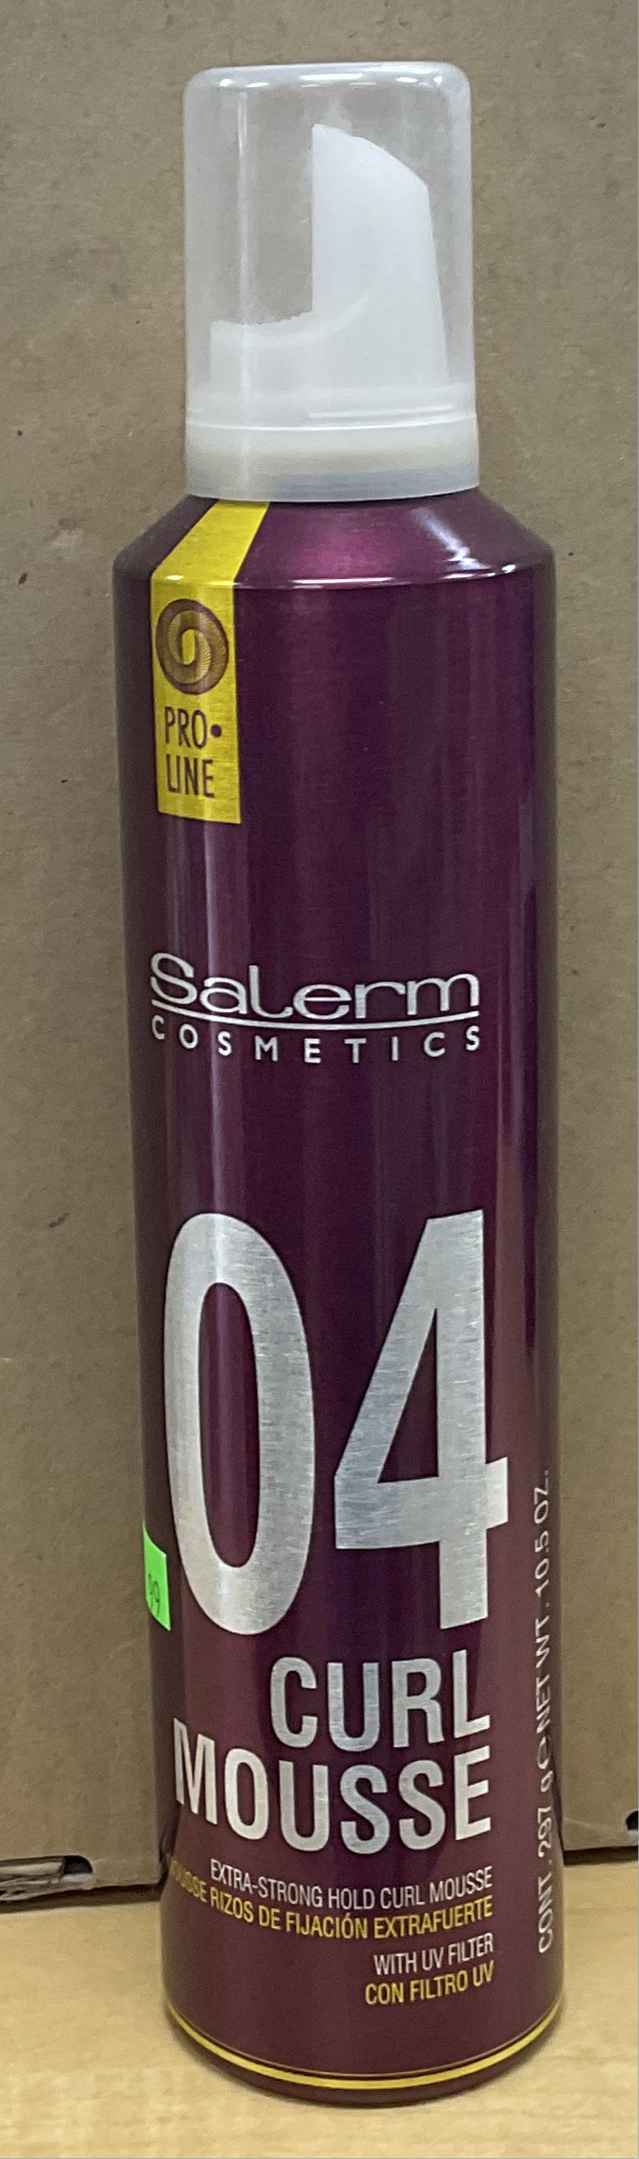 PRO•
LINE
Salerm
COSMETICS
04
CURL
MOUSSE
EXTRA-STRONG HOLD CURL MOUSSE
RIZOS DE FIJACIÓN EXTRAFUERTE
WITH UV FILTER
CON FILTRO UV
CONT. 297 g ℮ NET WT. 10.5 OZ.
99